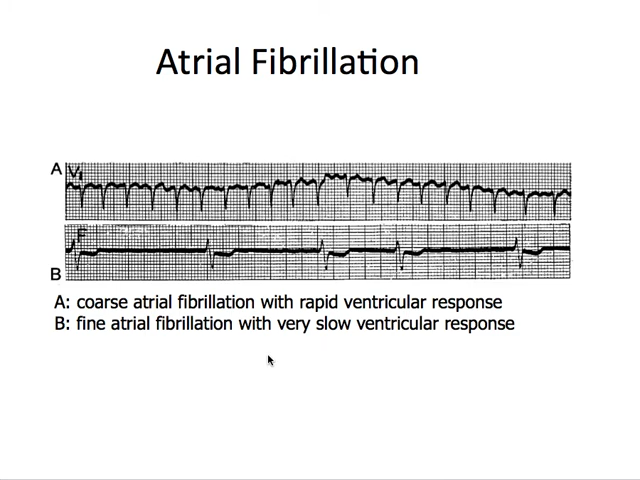 Atrial Fibrillation
A V1
F
B
A: coarse atrial fibrillation with rapid ventricular response
B: fine atrial fibrillation with very slow ventricular response